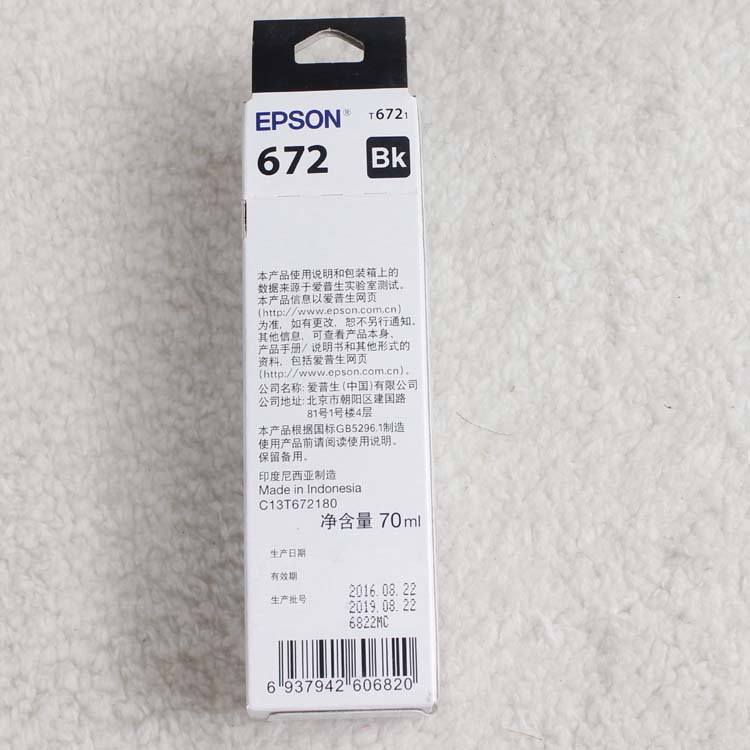 EPSON® T6721
672 Bk
本产品使用说明和包装箱上的
数据来源于爱普生实验室测试。
本产品信息以爱普生网页
(http://www.epson.com.cn)
为准，如有更改，恕不另行通知。
其他信息，可查看产品本身、
产品手册/说明书和其他形式的
资料，包括爱普生网页
(http://www.epson.com.cn)。
公司名称: 爱普生(中国)有限公司
公司地址: 北京市朝阳区建国路
81号1号楼4层
本产品根据国标GB5296.1制造
使用产品前请阅读使用说明。
保留备用。
印度尼西亚制造
Made in Indonesia
C13T672180
净含量 70ml
生产日期
有效期
生产批号
2016.08.22
2019.08.22
6822MC
6 937942 606820